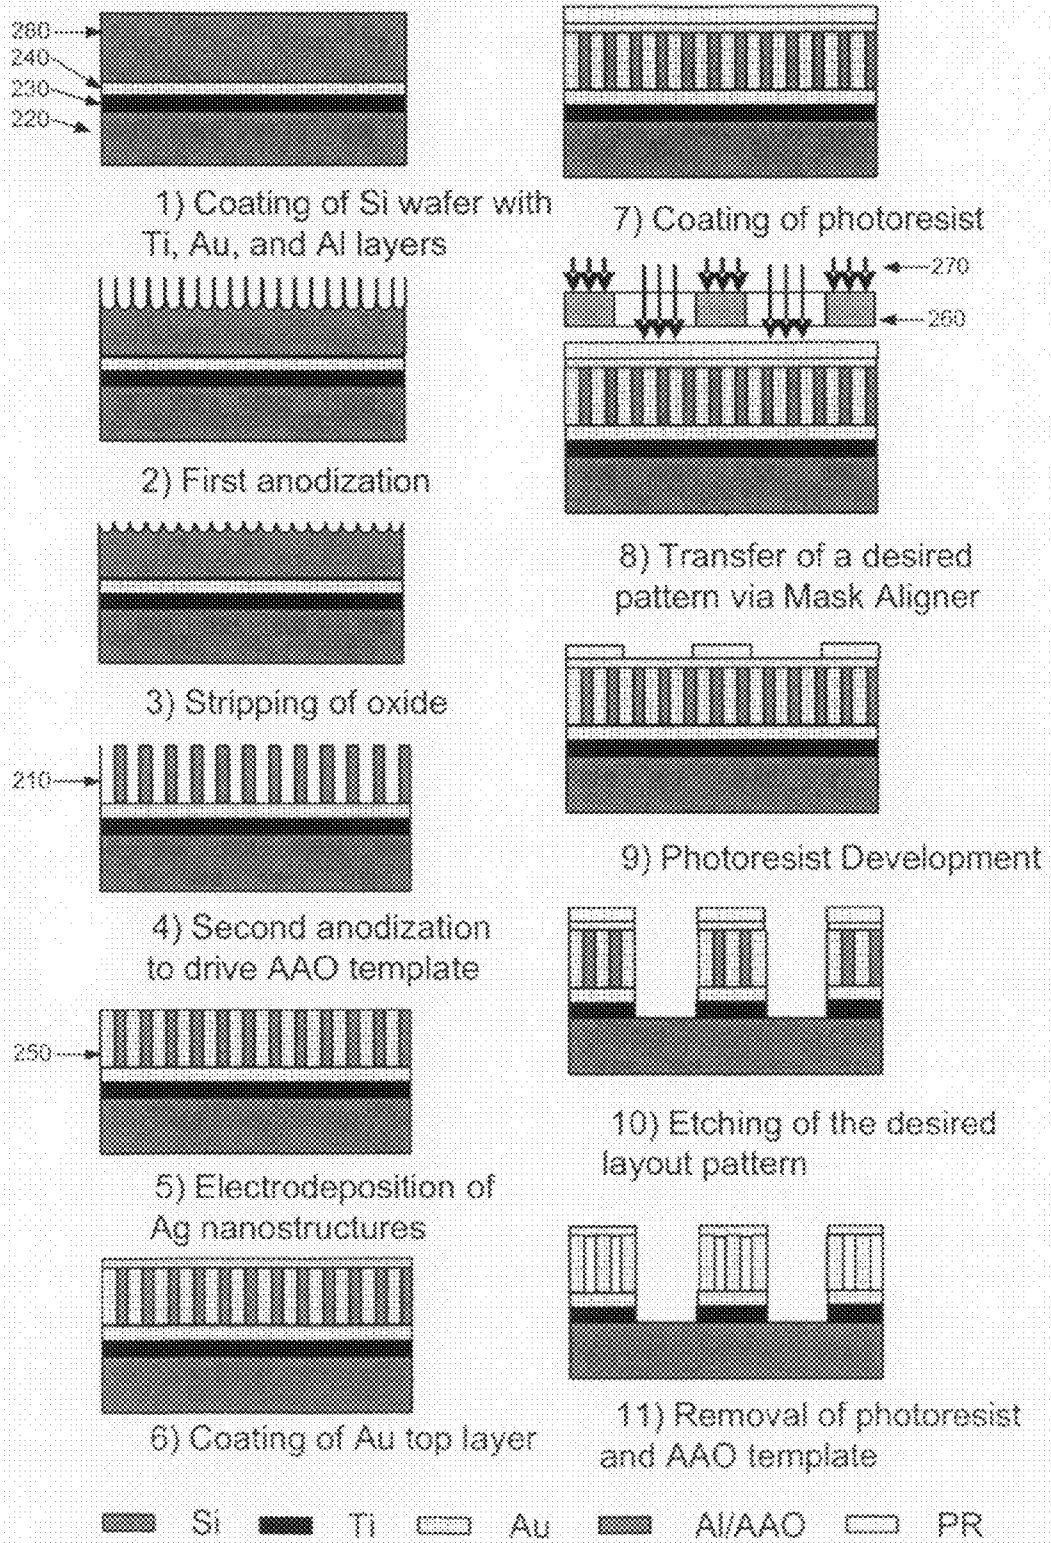 280
240
230
220
1) Coating of Si wafer with
Ti, Au, and Al layers
2) First anodization
3) Stripping of oxide
210
4) Second anodization
to drive AAO template
250
5) Electrodeposition of
Ag nanostructures
6) Coating of Au top layer
7) Coating of photoresist
270
260
8) Transfer of a desired
pattern via Mask Aligner
9) Photoresist Development
10) Etching of the desired
layout pattern
11) Removal of photoresist
and AAO template
Si Ti Au Al/AAO PR